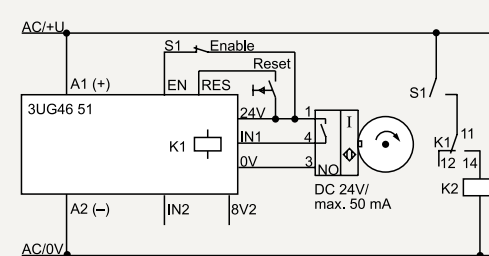 AC/+U
S1 Enable
Reset
A1 (+)
EN RES
S1
3UG46 51
24V 1 I
K1 IN1 4
K1 11
0V 3 NO
12 14
DC 24V/
max. 50 mA
K2
A2 (–) IN2 8V2
AC/0V